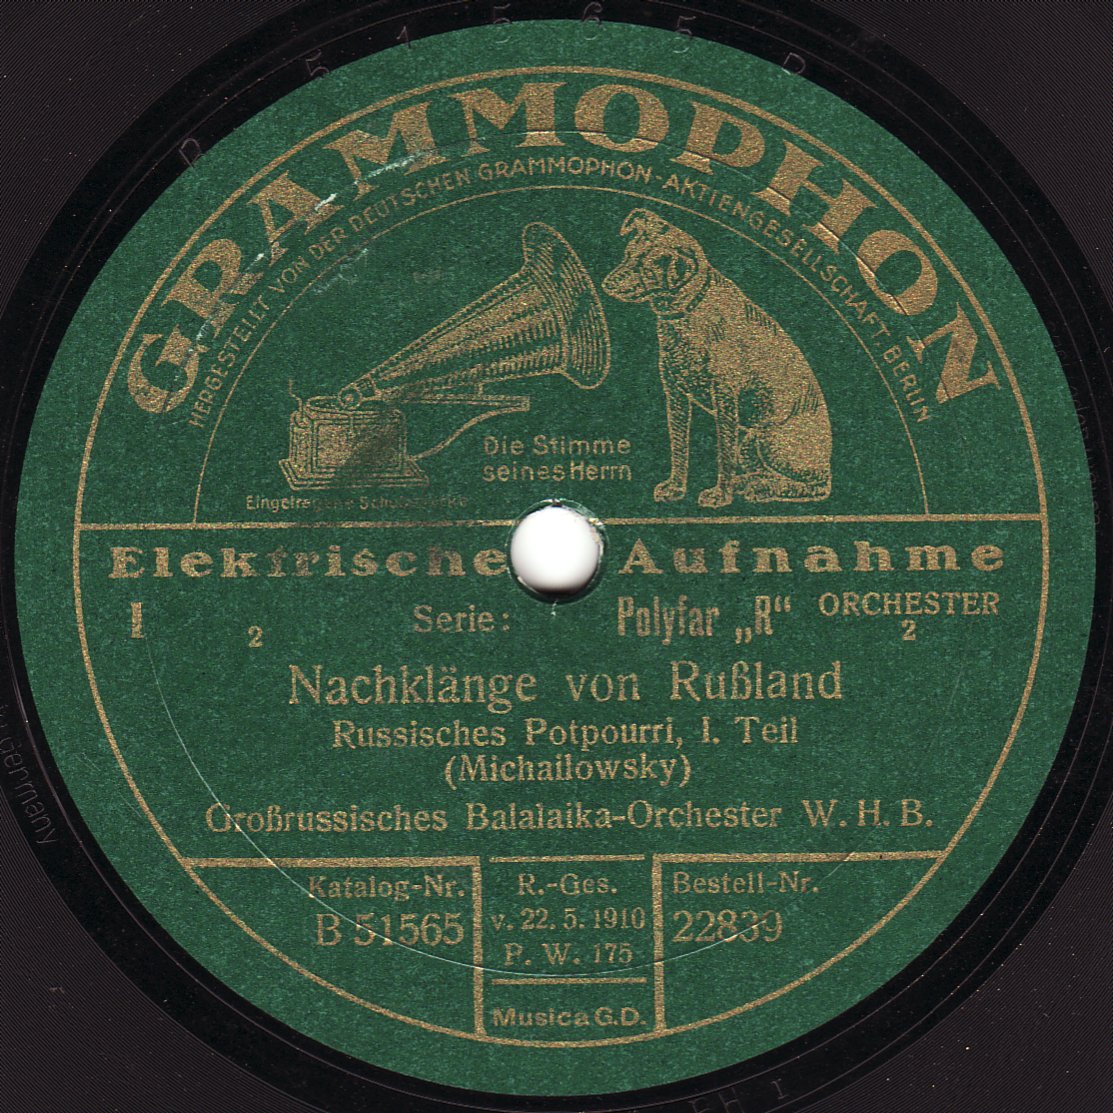 B 51565 R
GRAMMOPHON
HERGESTELLT VON DER DEUTSCHEN GRAMMOPHON-AKTIENGESELLSCHAFT. BERLIN
Die Stimme
seines Herrn
Eingetragene Schutzmarke
Elektrische Aufnahme
I
2
Serie: Polyfar „R“
ORCHESTER
2
Nachklänge von Rußland
Russisches Potpourri, I. Teil
(Michailowsky)
Großrussisches Balalaika-Orchester W. H. B.
Katalog-Nr.
B 51565
R.-Ges.
v. 22. 5. 1910
P. W. 175
Bestell-Nr.
22839
Musica G.D.
Germany